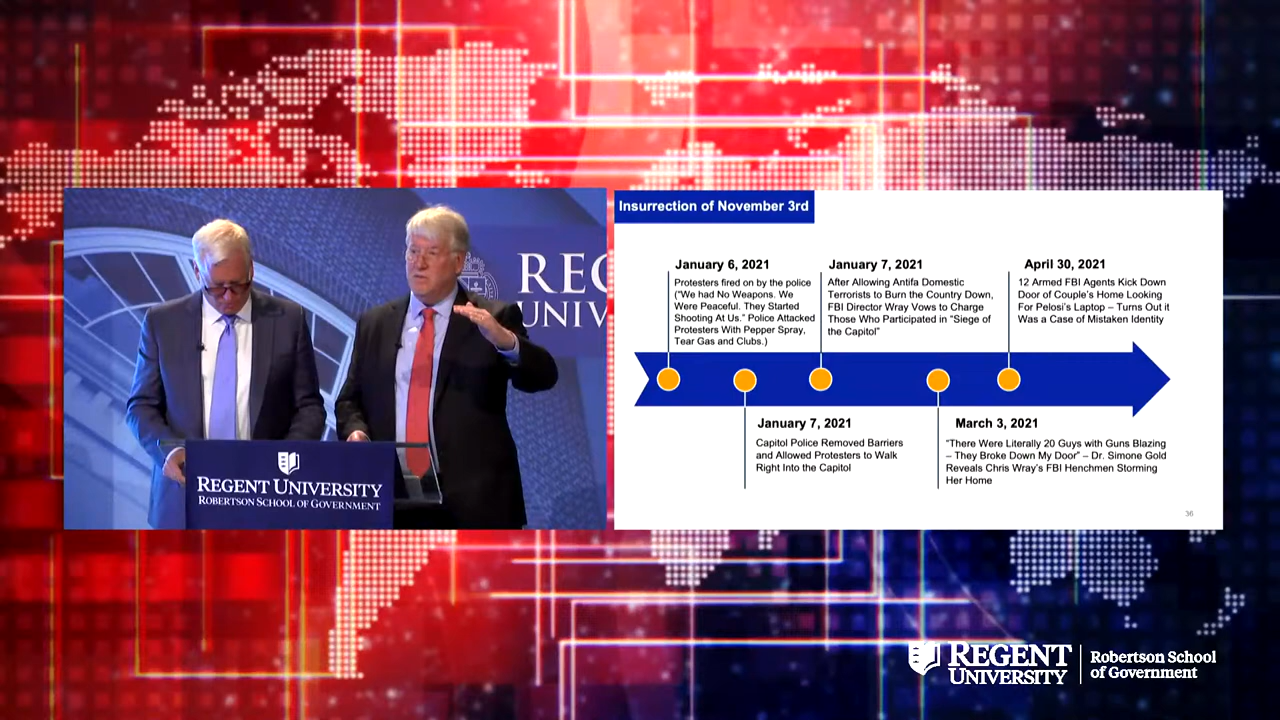 REG
UNIV
REGENT UNIVERSITY
ROBERTSON SCHOOL OF GOVERNMENT
Insurrection of November 3rd
January 6, 2021
Protesters fired on by the police
("We had No Weapons. We
Were Peaceful. They Started
Shooting At Us." Police Attacked
Protesters With Pepper Spray,
Tear Gas and Clubs.)
January 7, 2021
After Allowing Antifa Domestic
Terrorists to Burn the Country Down,
FBI Director Wray Vows to Charge
Those Who Participated in "Siege of
the Capitol"
April 30, 2021
12 Armed FBI Agents Kick Down
Door of Couple's Home Looking
For Pelosi's Laptop – Turns Out it
Was a Case of Mistaken Identity
January 7, 2021
Capitol Police Removed Barriers
and Allowed Protesters to Walk
Right Into the Capitol
March 3, 2021
"There Were Literally 20 Guys with Guns Blazing
– They Broke Down My Door" – Dr. Simone Gold
Reveals Chris Wray's FBI Henchmen Storming
Her Home
36
REGENT
UNIVERSITY
Robertson School
of Government